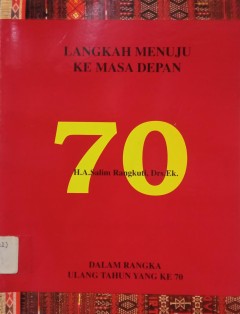 LANGKAH MENUJU
KE MASA DEPAN
70
H.A.Salim Rangkuti, Drs.Ek.
DALAM RANGKA
ULANG TAHUN YANG KE 70